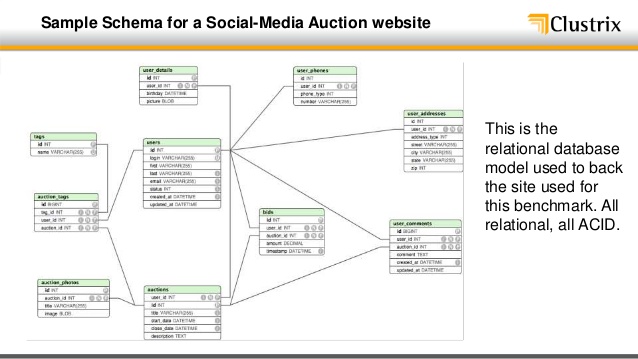 Sample Schema for a Social-Media Auction website
Clustrix
user_details
id INT
user_id INT
birthday DATETIME
picture BLOB
user_phones
id INT
user_id INT
phone_type INT
number VARCHAR(255)
user_addresses
id INT
user_id INT
address_type INT
street VARCHAR(255)
city VARCHAR(255)
state VARCHAR(255)
zip INT
tags
id INT
name VARCHAR(255)
users
id INT
login VARCHAR(255)
first VARCHAR(255)
last VARCHAR(255)
email VARCHAR(255)
status INT
created_at DATETIME
updated_at DATETIME
auction_tags
id BIGINT
tag_id INT
user_id INT
auction_id INT
bids
id INT
user_id INT
auction_id INT
amount DECIMAL
timestamp DATETIME
user_comments
id BIGINT
user_id INT
auction_id INT
comment TEXT
created_at DATETIME
updated_at DATETIME
auction_photos
id INT
auction_id INT
title VARCHAR(255)
image BLOB
auctions
user_id INT
id INT
title VARCHAR(255)
start_date DATETIME
close_date DATETIME
description TEXT
This is the
relational database
model used to back
the site used for
this benchmark. All
relational, all ACID.